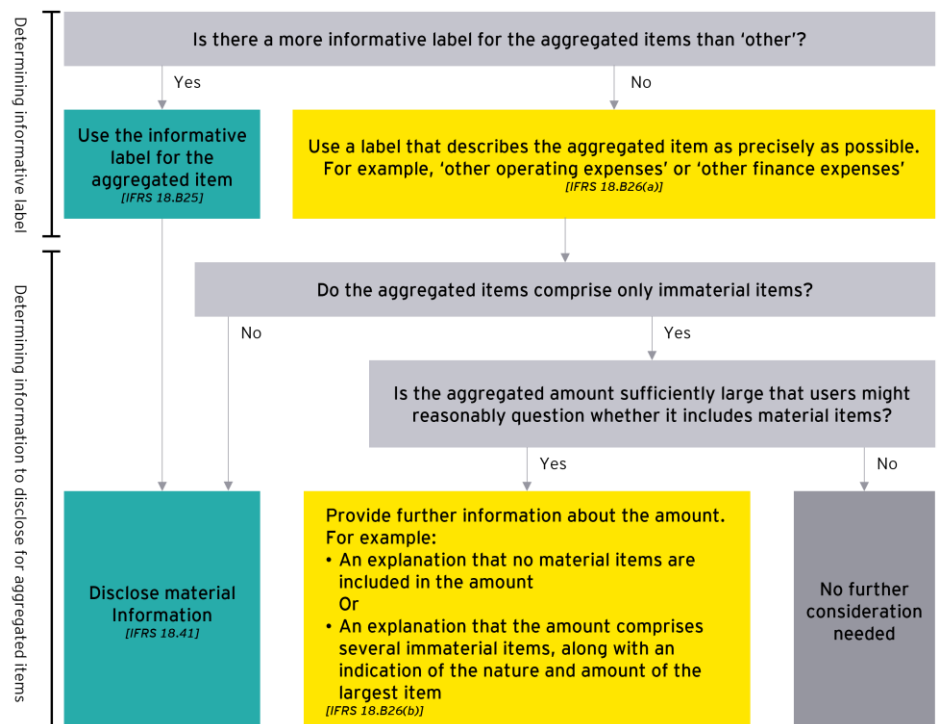 Determining informative label
Is there a more informative label for the aggregated items than ‘other’?
Yes
No
Use the informative
label for the
aggregated item
[IFRS 18.B25]
Use a label that describes the aggregated item as precisely as possible.
For example, ‘other operating expenses’ or ‘other finance expenses’
[IFRS 18.B26(a)]
Determining information to disclose for aggregated items
Do the aggregated items comprise only immaterial items?
No
Yes
Is the aggregated amount sufficiently large that users might
reasonably question whether it includes material items?
Yes
No
Disclose material
Information
[IFRS 18.41]
Provide further information about the amount.
For example:
• An explanation that no material items are
included in the amount
Or
• An explanation that the amount comprises
several immaterial items, along with an
indication of the nature and amount of the
largest item
[IFRS 18.B26(b)]
No further
consideration
needed